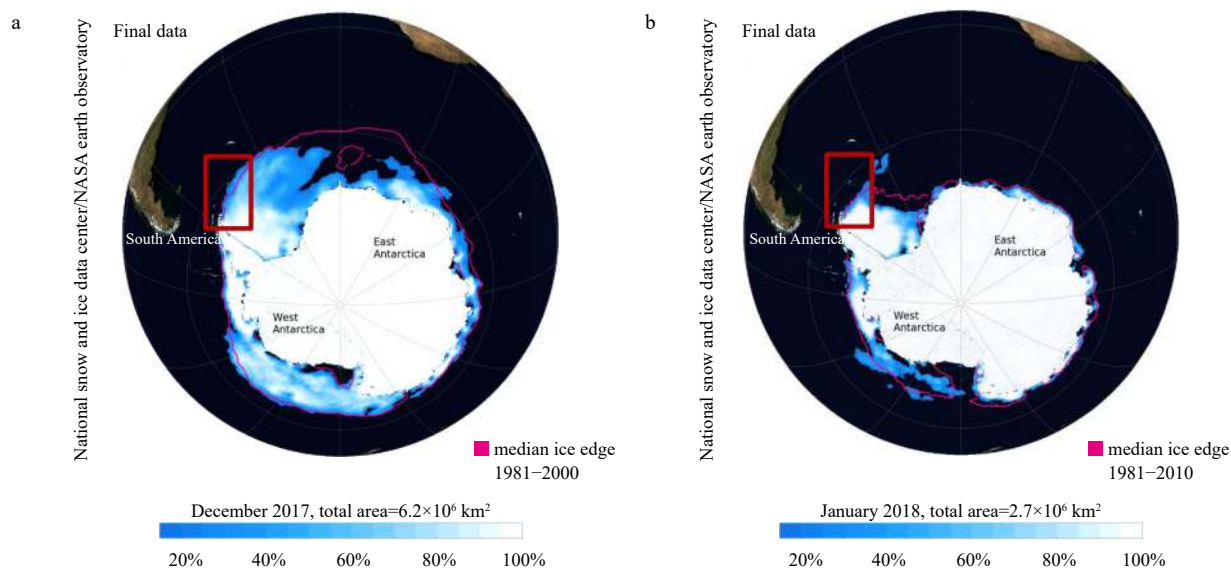 a
National snow and ice data center/NASA earth observatory
Final data
South America
East
Antarctica
West
Antarctica
median ice edge
1981−2000
December 2017, total area=6.2×10⁶ km²
20% 40% 60% 80% 100%
b
National snow and ice data center/NASA earth observatory
Final data
South America
East
Antarctica
West
Antarctica
median ice edge
1981−2010
January 2018, total area=2.7×10⁶ km²
20% 40% 60% 80% 100%